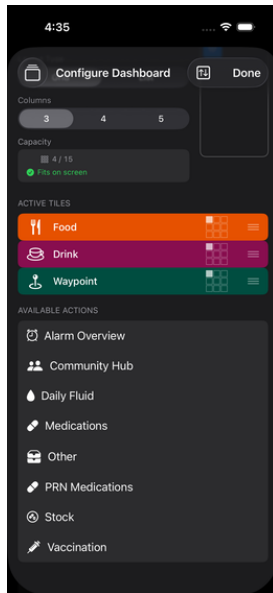 4:35
Configure Dashboard
Done
Columns
3 4 5
Capacity
4 / 15
Fits on screen
ACTIVE TILES
Food
Drink
Waypoint
AVAILABLE ACTIONS
Alarm Overview
Community Hub
Daily Fluid
Medications
Other
PRN Medications
Stock
Vaccination